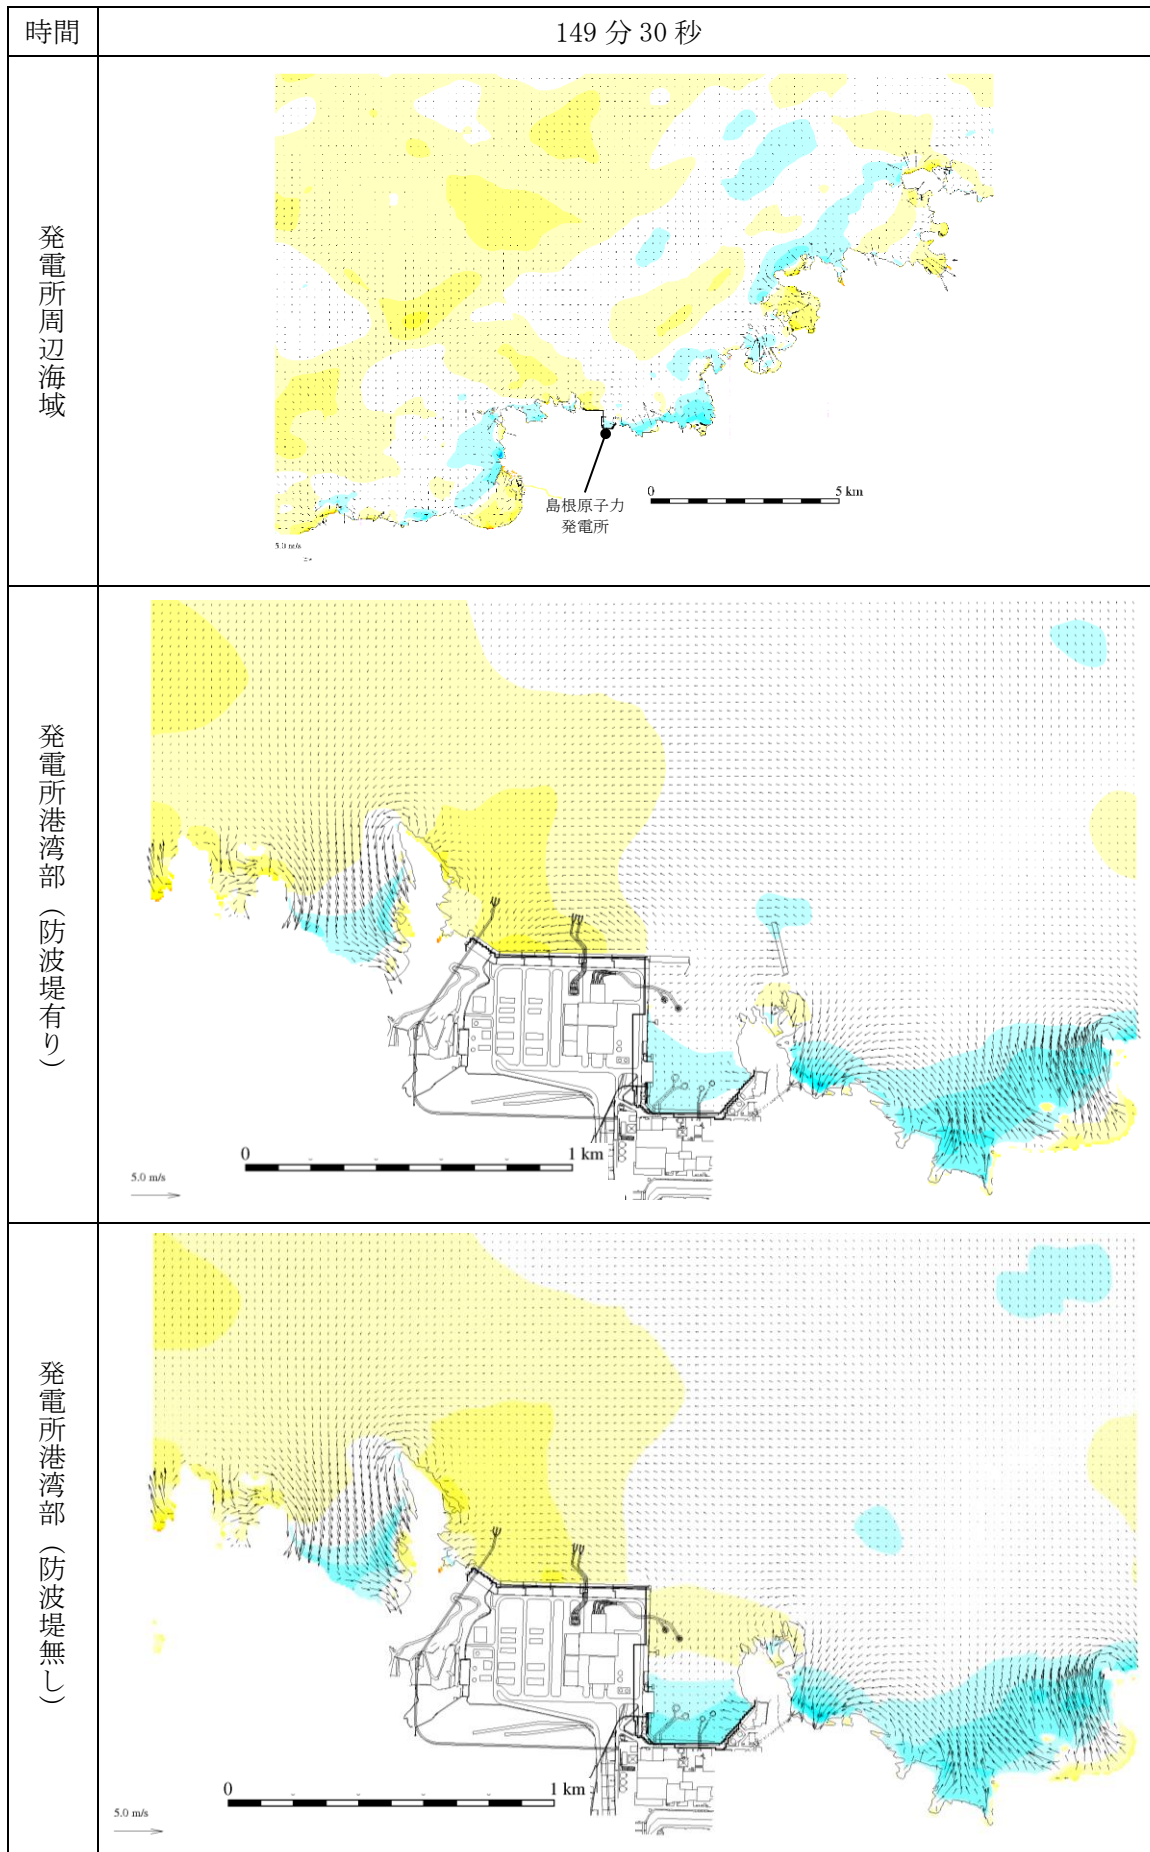 時間
149 分 30 秒
発電所周辺海域
島根原子力
発電所
0
5 km
5.0 m/s
発電所港湾部（防波堤有り）
0
1 km
5.0 m/s
発電所港湾部（防波堤無し）
0
1 km
5.0 m/s